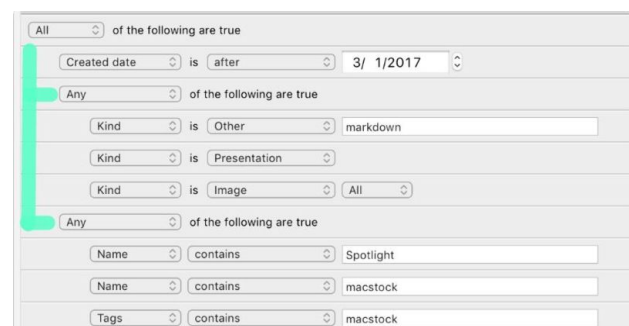 All of the following are true
Created date is after 3/ 1/2017
Any of the following are true
Kind is Other markdown
Kind is Presentation
Kind is Image All
Any of the following are true
Name contains Spotlight
Name contains macstock
Tags contains macstock